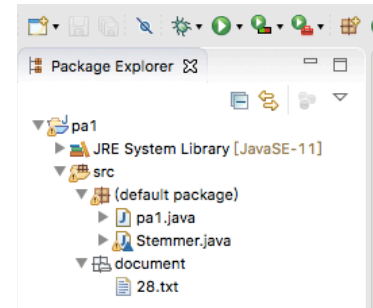 Package Explorer
pa1
JRE System Library [JavaSE-11]
src
(default package)
pa1.java
Stemmer.java
document
28.txt